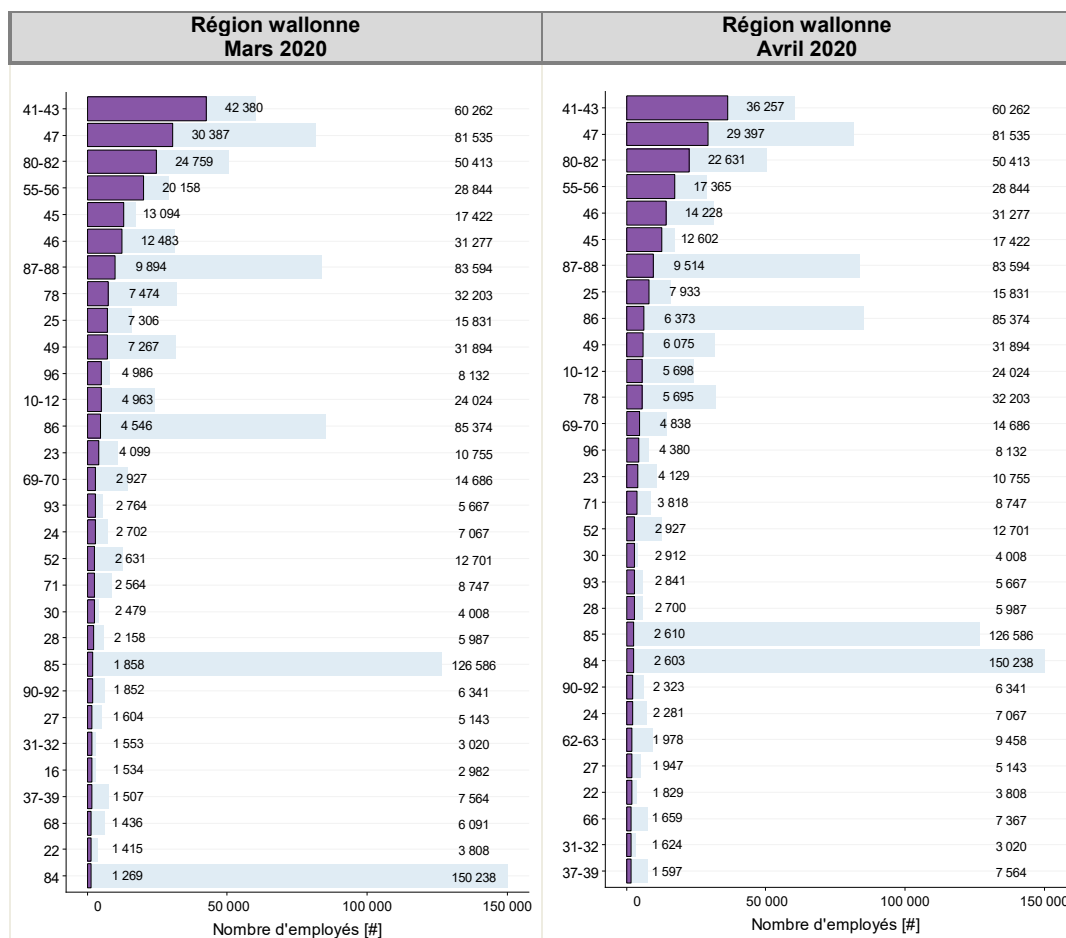 Région wallonne
Mars 2020
41-43 42 380 60 262
47 30 387 81 535
80-82 24 759 50 413
55-56 20 158 28 844
45 13 094 17 422
46 12 483 31 277
87-88 9 894 83 594
78 7 474 32 203
25 7 306 15 831
49 7 267 31 894
96 4 986 8 132
10-12 4 963 24 024
86 4 546 85 374
23 4 099 10 755
69-70 2 927 14 686
93 2 764 5 667
24 2 702 7 067
52 2 631 12 701
71 2 564 8 747
30 2 479 4 008
28 2 158 5 987
85 1 858 126 586
90-92 1 852 6 341
27 1 604 5 143
31-32 1 553 3 020
16 1 534 2 982
37-39 1 507 7 564
68 1 436 6 091
22 1 415 3 808
84 1 269 150 238
0 50 000 100 000 150 000
Nombre d'employés [#]
Région wallonne
Avril 2020
41-43 36 257 60 262
47 29 397 81 535
80-82 22 631 50 413
55-56 17 365 28 844
46 14 228 31 277
45 12 602 17 422
87-88 9 514 83 594
25 7 933 15 831
86 6 373 85 374
49 6 075 31 894
10-12 5 698 24 024
78 5 695 32 203
69-70 4 838 14 686
96 4 380 8 132
23 4 129 10 755
71 3 818 8 747
52 2 927 12 701
30 2 912 4 008
93 2 841 5 667
28 2 700 5 987
85 2 610 126 586
84 2 603 150 238
90-92 2 323 6 341
24 2 281 7 067
62-63 1 978 9 458
27 1 947 5 143
22 1 829 3 808
66 1 659 7 367
31-32 1 624 3 020
37-39 1 597 7 564
0 50 000 100 000 150 000
Nombre d'employés [#]